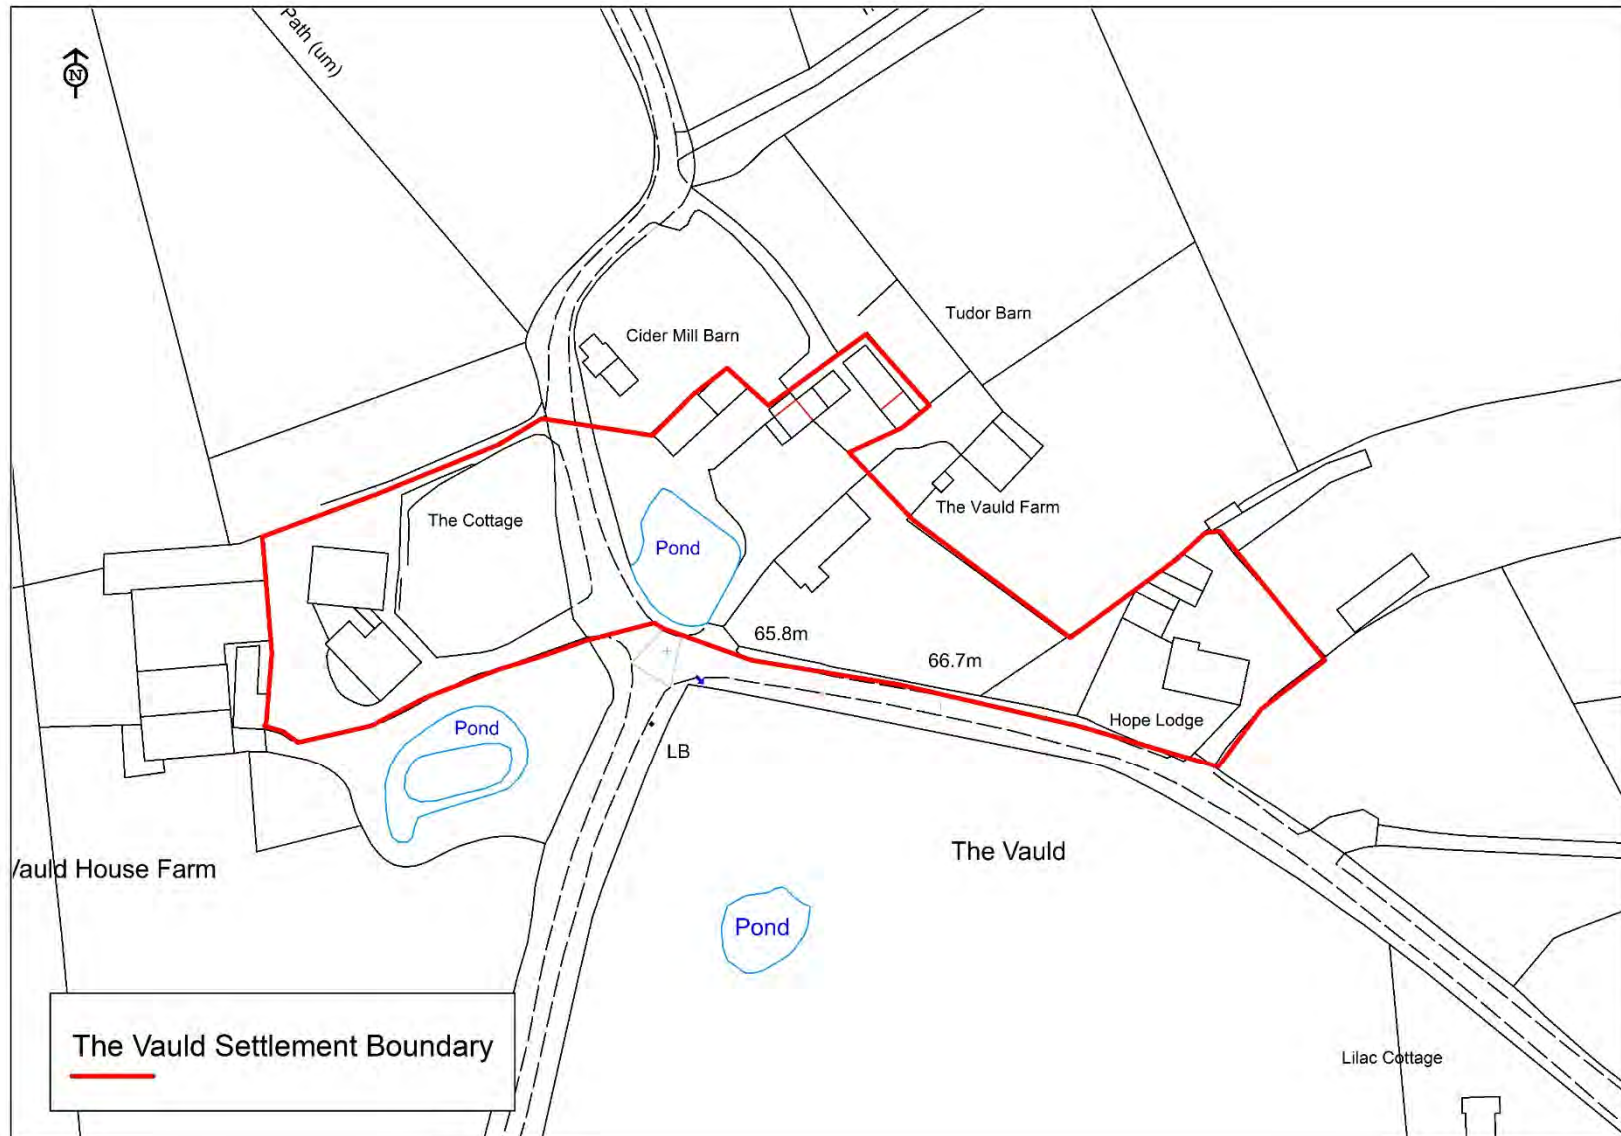 Path (um)
N
Tudor Barn
Cider Mill Barn
The Cottage
The Vauld Farm
Pond
65.8m
66.7m
Hope Lodge
Pond
LB
The Vauld
Vauld House Farm
Pond
The Vauld Settlement Boundary
Lilac Cottage